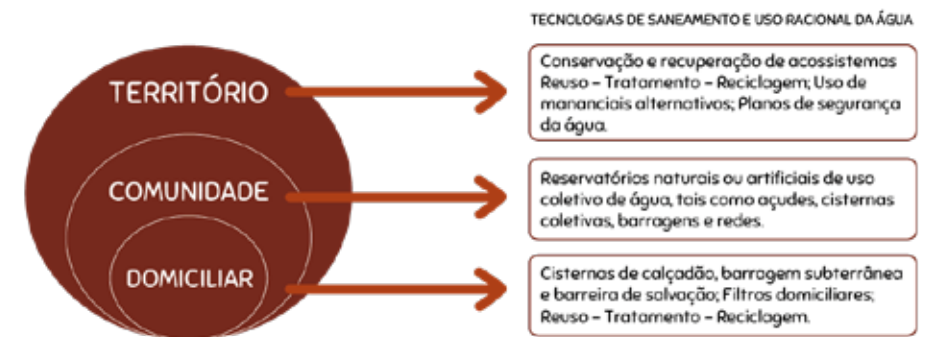 TECNOLOGIAS DE SANEAMENTO E USO RACIONAL DA ÁGUA
TERRITÓRIO
Conservação e recuperação de acossistemas
Reuso – Tratamento – Reciclagem; Uso de
mananciais alternativos; Planos de segurança
da água.
COMUNIDADE
Reservatórios naturais ou artificiais de uso
coletivo de água, tais como açudes, cisternas
coletivas, barragens e redes.
DOMICILIAR
Cisternas de calçadão, barragem subterrânea
e barreira de salvação; Filtros domiciliares;
Reuso – Tratamento – Reciclagem.